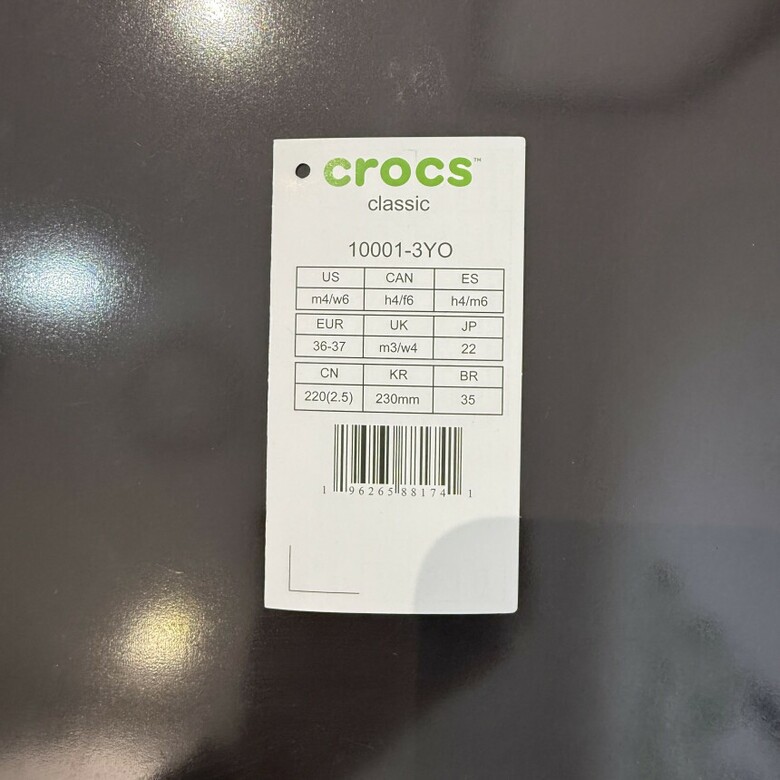 crocs™
classic
10001-3YO
US CAN ES
m4/w6 h4/f6 h4/m6
EUR UK JP
36-37 m3/w4 22
CN KR BR
220(2.5) 230mm 35
1 96265 88174 1